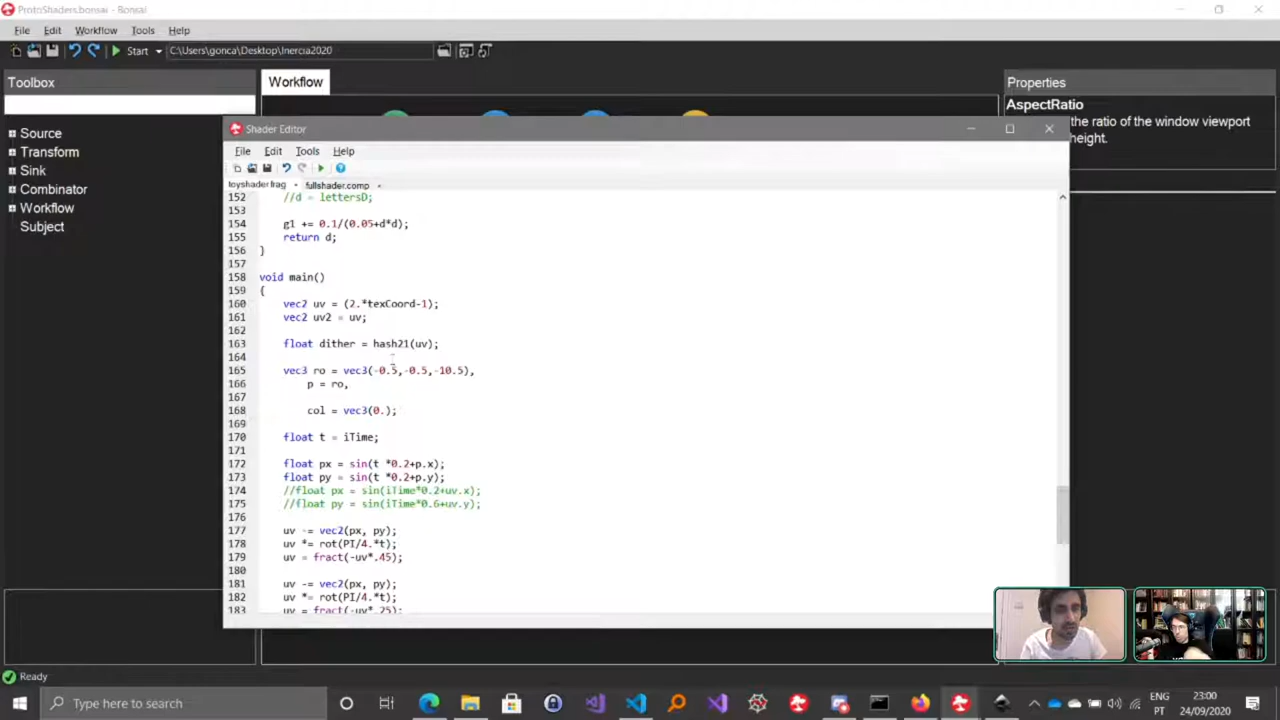 ProtoShaders.bonsai - Bonsai
File Edit Workflow Tools Help
Start C:\Users\gonca\Desktop\Inercia2020
Toolbox
Workflow
Properties
Source
Transform
Sink
Combinator
Workflow
Subject
AspectRatio
the ratio of the window viewport
height.
Shader Editor
File Edit Tools Help
toyshader.frag fullshader.comp
152 //d = lettersD;
153
154 g1 += 0.1/(0.05+d*d);
155 return d;
156 }
157
158 void main()
159 {
160 vec2 uv = (2.*texCoord-1);
161 vec2 uv2 = uv;
162
163 float dither = hash21(uv);
164
165 vec3 ro = vec3(-0.5,-0.5,-10.5),
166 p = ro,
167
168 col = vec3(0.);
169
170 float t = iTime;
171
172 float px = sin(t *0.2+p.x);
173 float py = sin(t *0.2+p.y);
174 //float px = sin(iTime*0.2+uv.x);
175 //float py = sin(iTime*0.6+uv.y);
176
177 uv -= vec2(px, py);
178 uv *= rot(PI/4.*t);
179 uv = fract(-uv*.45);
180
181 uv -= vec2(px, py);
182 uv *= rot(PI/4.*t);
183 uv = fract(-uv*.25);
Ready
Type here to search
ENG
PT
23:00
24/09/2020